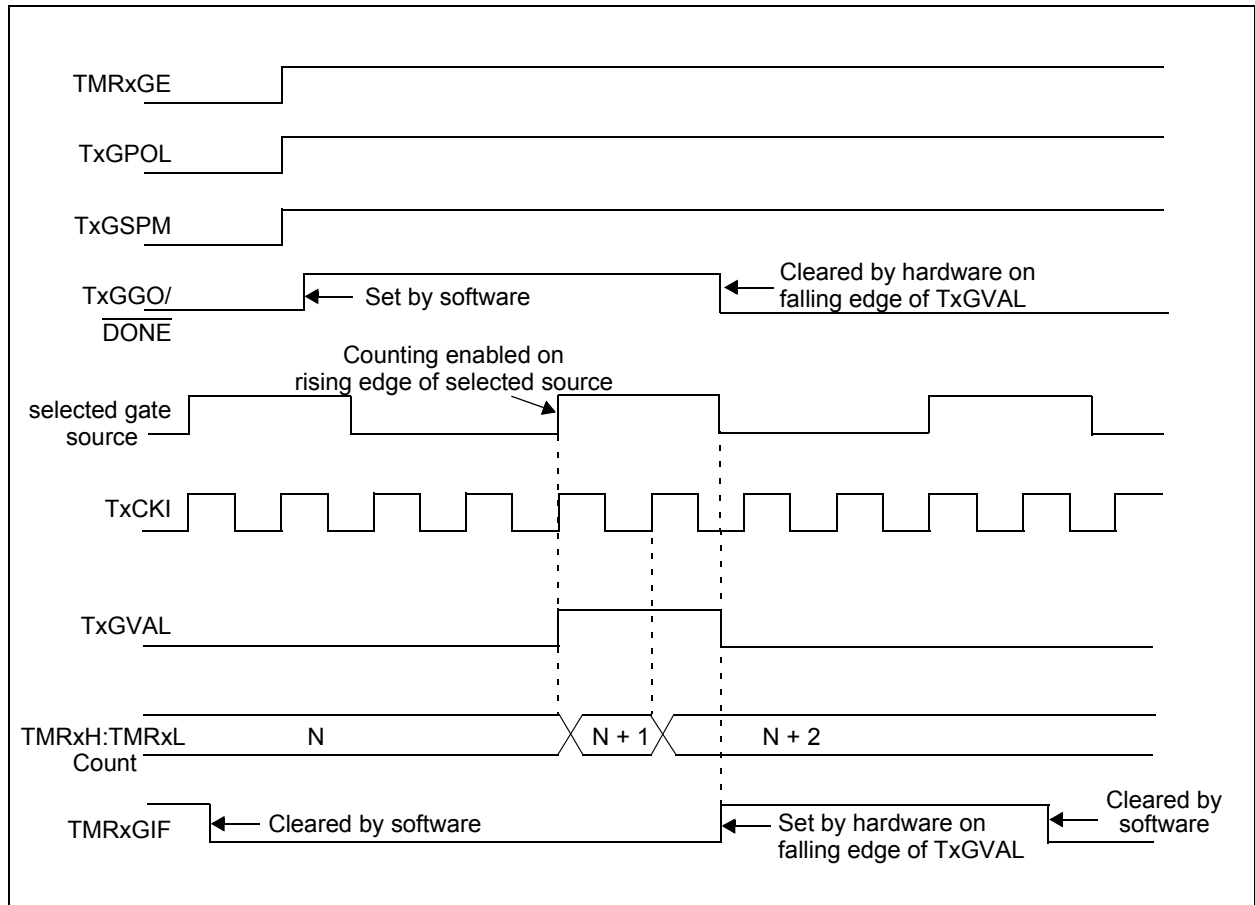 TMRxGE
TxGPOL
TxGSPM
TxGGO/
DONE
Set by software
Cleared by hardware on
falling edge of TxGVAL
Counting enabled on
rising edge of selected source
selected gate
source
TxCKI
TxGVAL
TMRxH:TMRxL
Count
N
N + 1
N + 2
TMRxGIF
Cleared by software
Set by hardware on
falling edge of TxGVAL
Cleared by
software